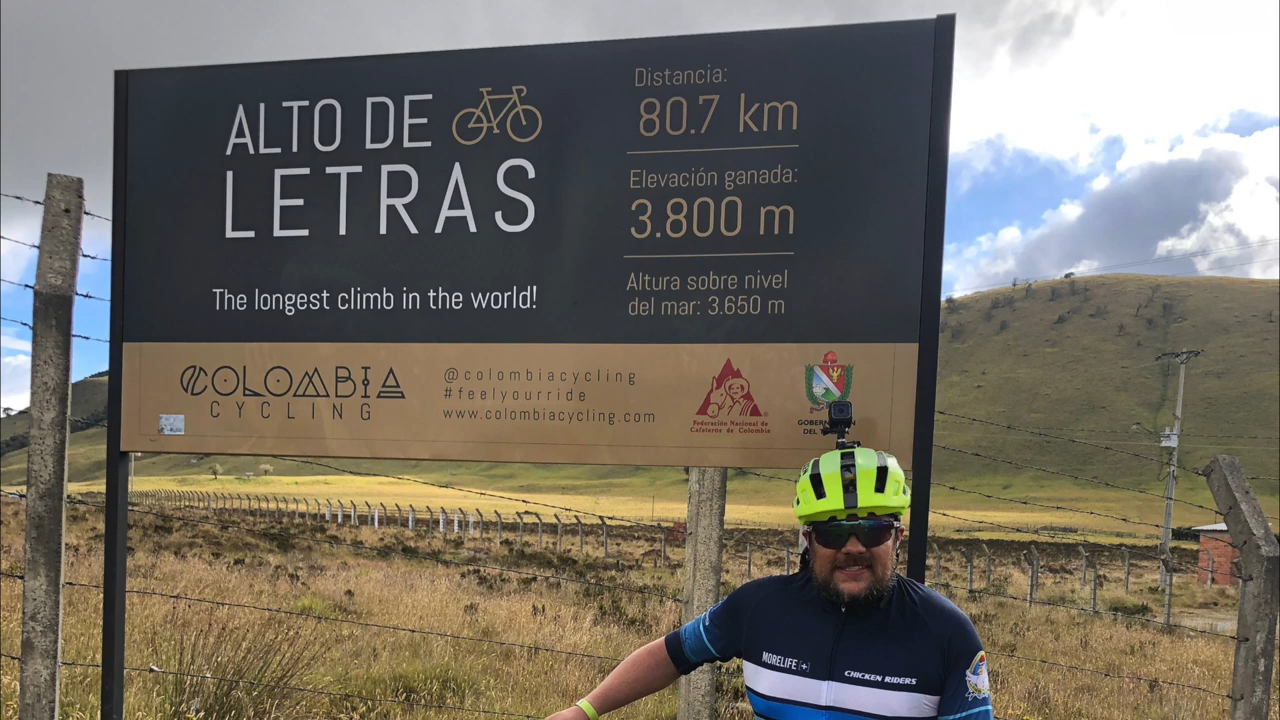 ALTO DE
LETRAS
The longest climb in the world!
Distancia:
80.7 km
Elevación ganada:
3.800 m
Altura sobre nivel
del mar: 3.650 m
COLOMBIA
CYCLING
@colombiacycling
#feelyourride
www.colombiacycling.com
Federación Nacional de
Cafeteros de Colombia
DEL
MORELIFE [+]
CHICKEN RIDERS